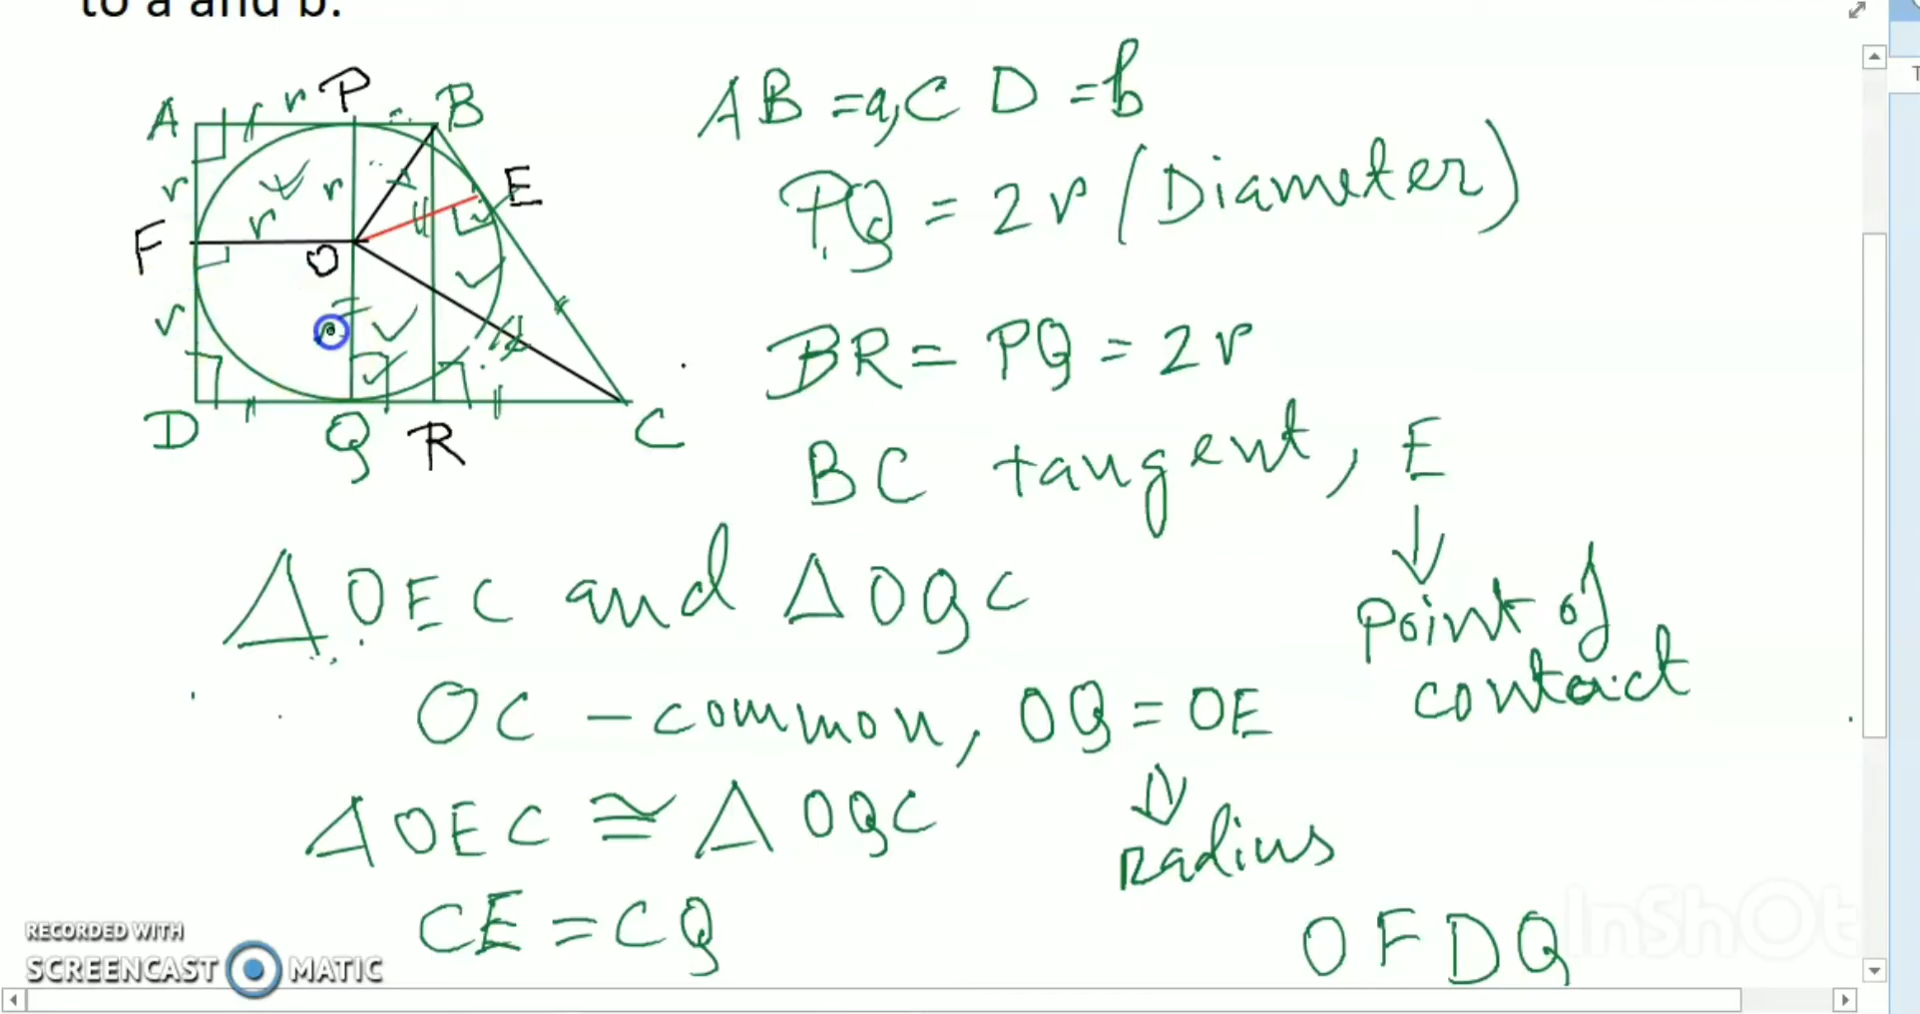 to a and b.
A r P B
r r E
F r O
r
D Q R C
AB = a, CD = b
PQ = 2r (Diameter)
BR = PQ = 2r
BC tangent, E
↓
point of
contact
△OEC and △OQC
OC – common, OQ = OE
⇓
radius
△OEC ≅ △OQC
CE = CQ
OFDQ
InShOt
RECORDED WITH
SCREENCAST MATIC
T